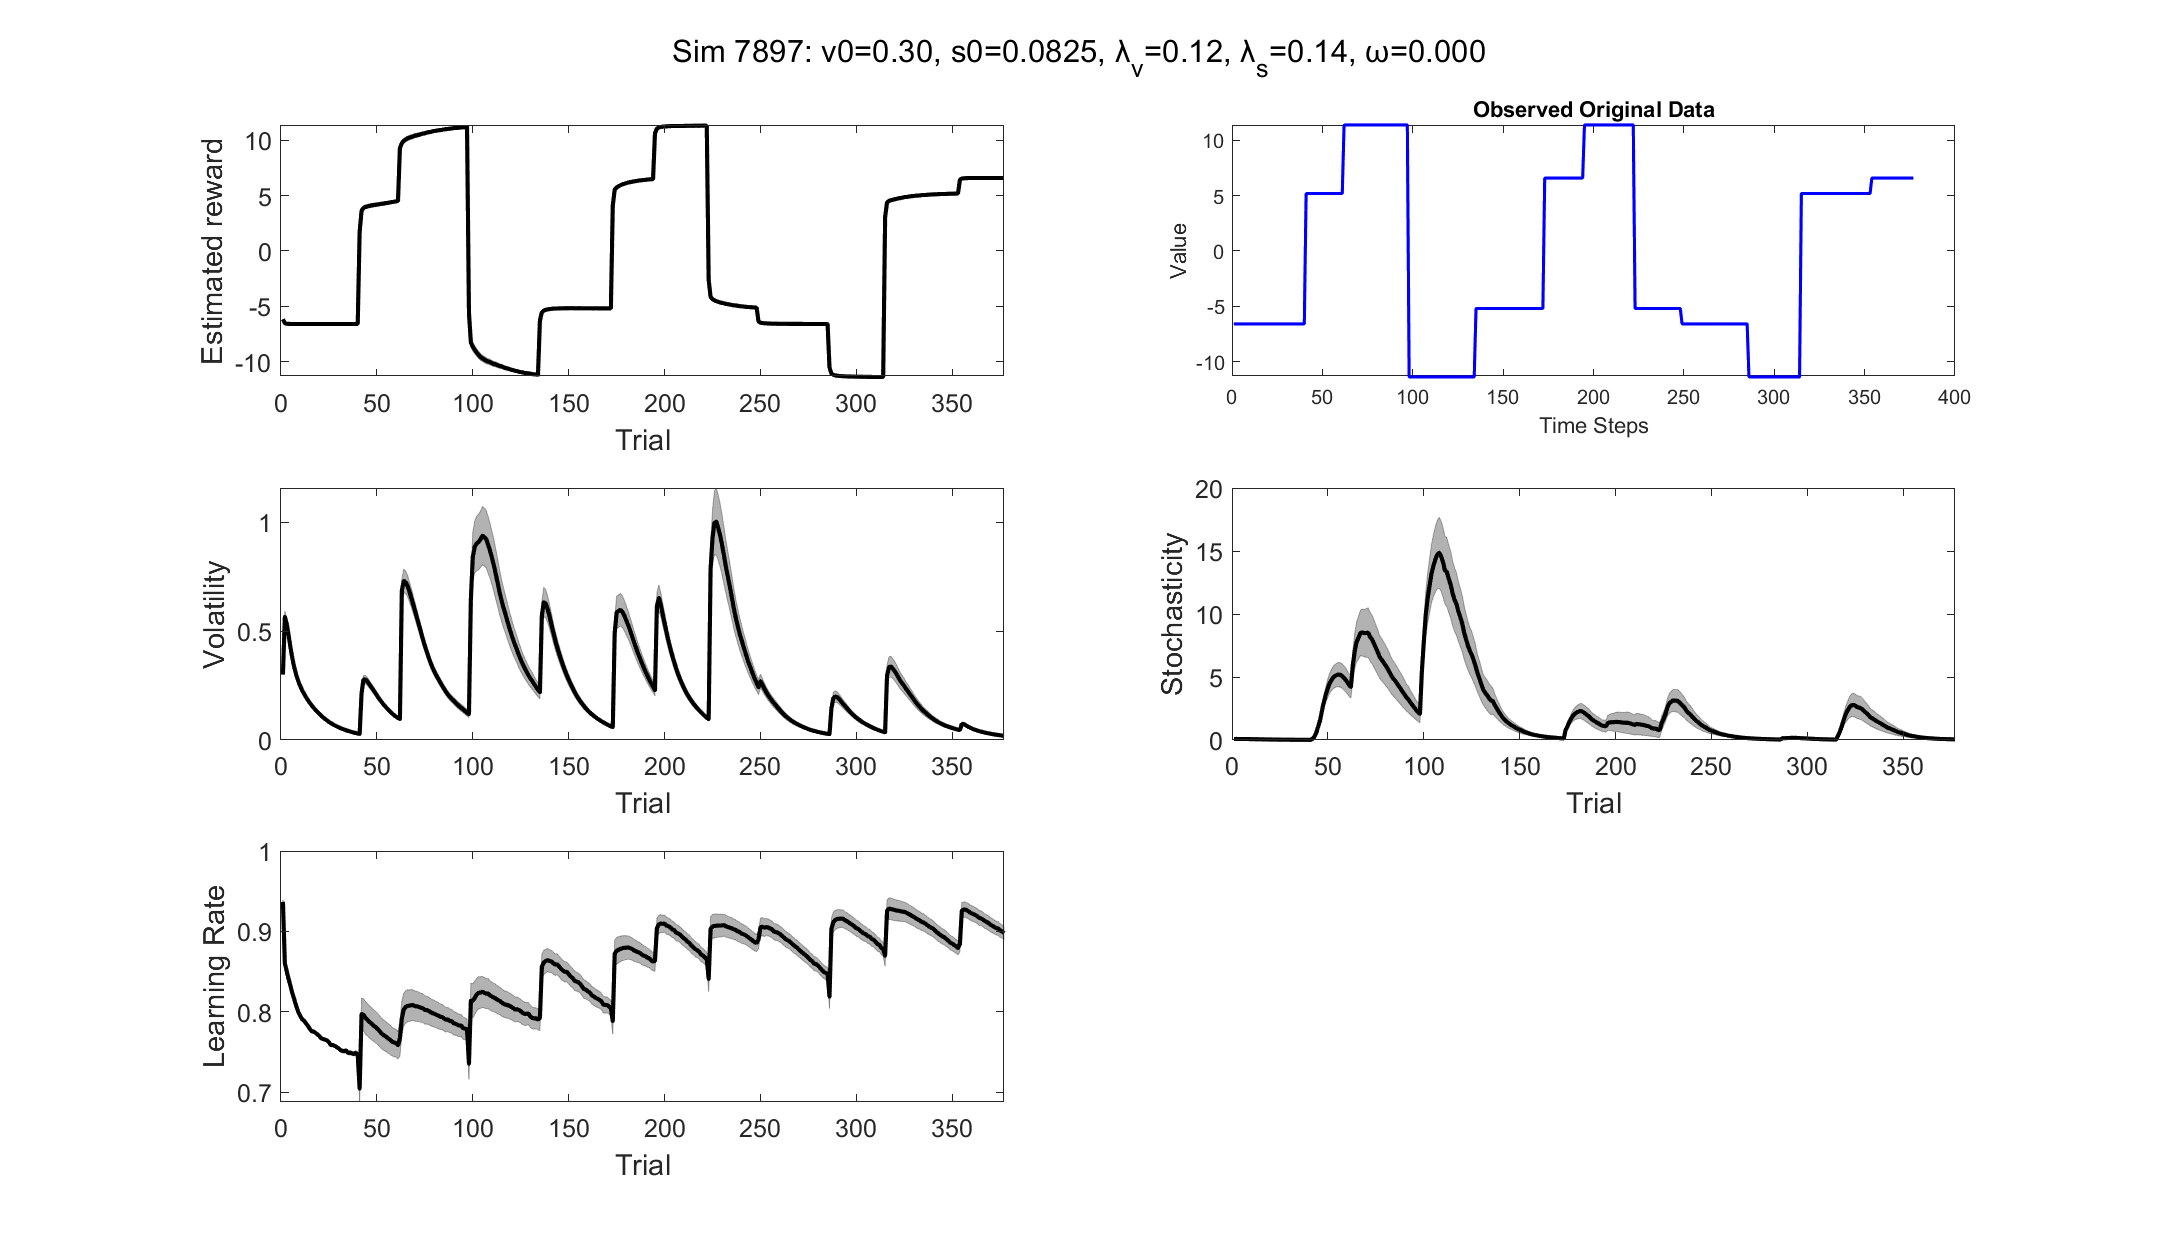 Sim 7897: v0=0.30, s0=0.0825, λ_v=0.12, λ_s=0.14, ω=0.000
Estimated reward
10
5
0
-5
-10
0 50 100 150 200 250 300 350
Trial
Observed Original Data
Value
10
5
0
-5
-10
0 50 100 150 200 250 300 350 400
Time Steps
Volatility
1
0.5
0
0 50 100 150 200 250 300 350
Trial
Stochasticity
20
15
10
5
0
0 50 100 150 200 250 300 350
Trial
Learning Rate
1
0.9
0.8
0.7
0 50 100 150 200 250 300 350
Trial